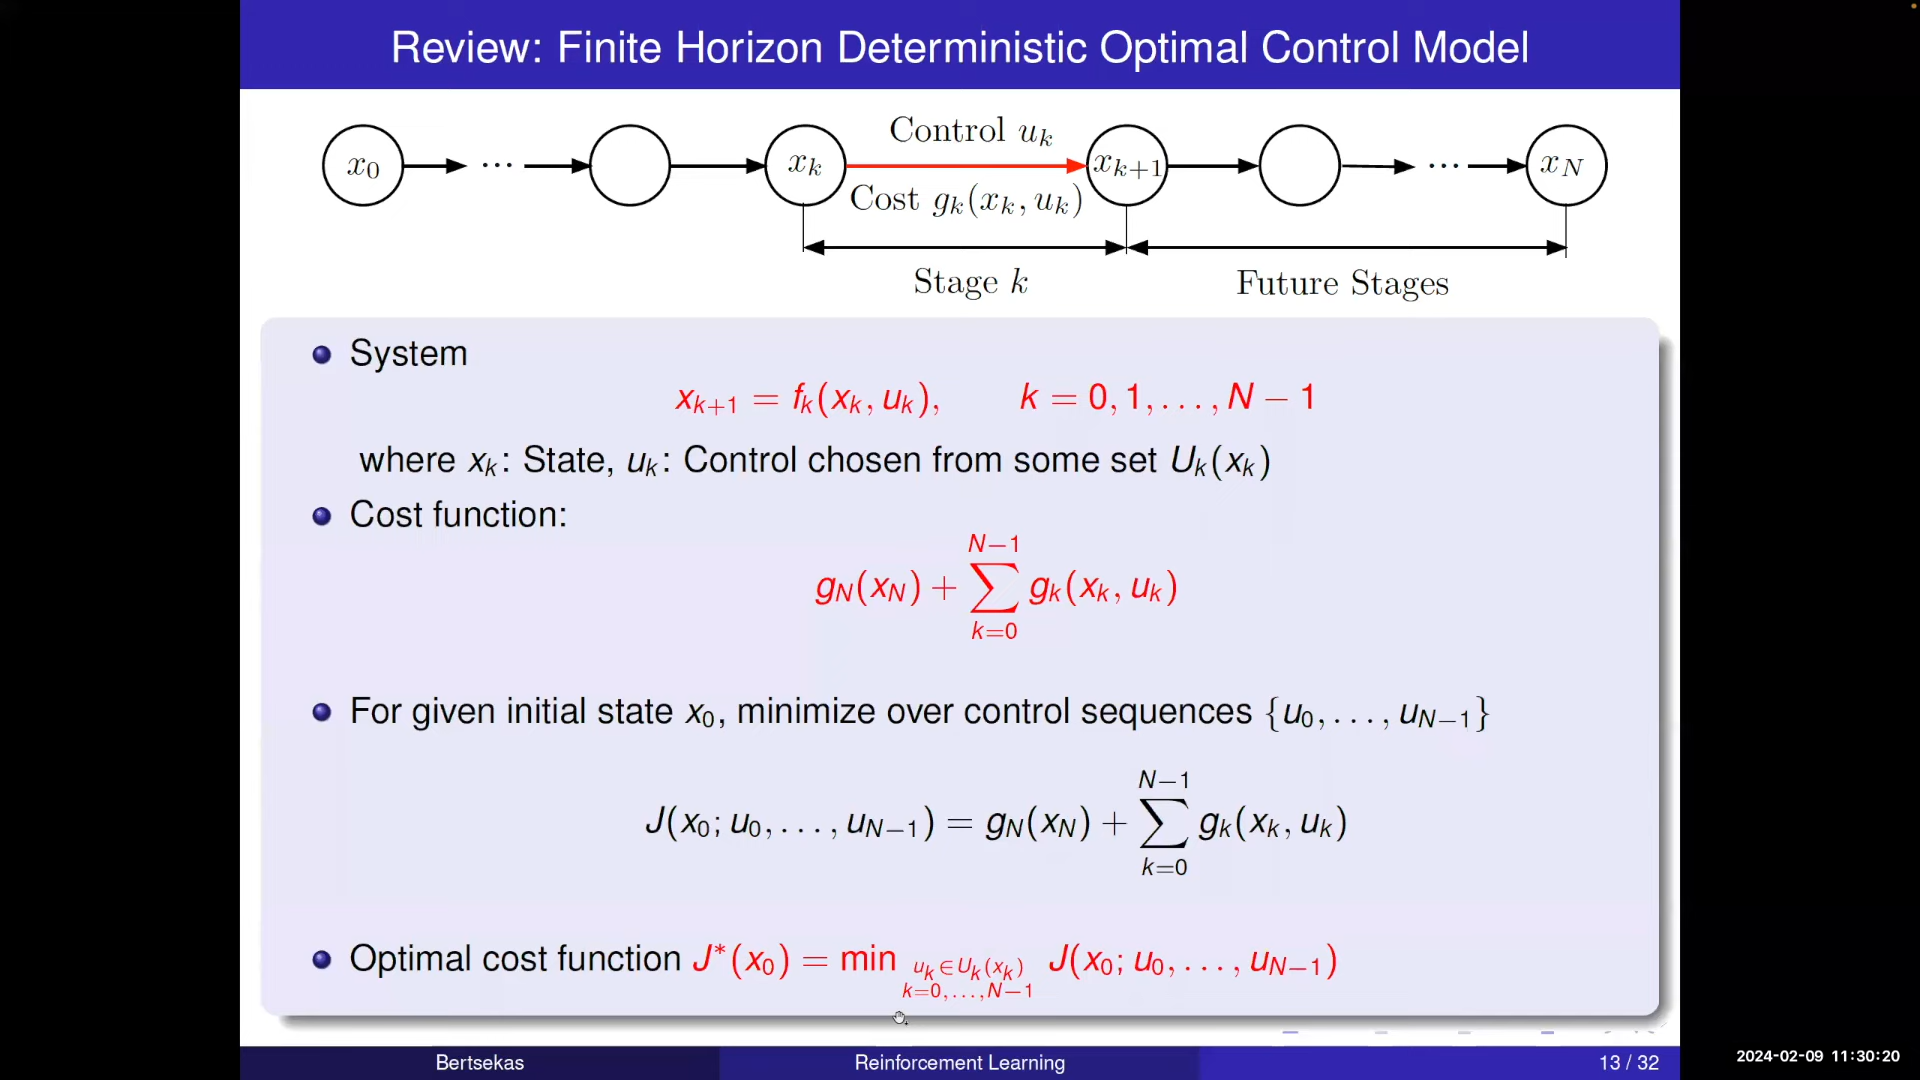 Review: Finite Horizon Deterministic Optimal Control Model
Control u_k
x_0 ... x_k x_{k+1} ... x_N
Cost g_k(x_k, u_k)
Stage k Future Stages
System
x_{k+1} = f_k(x_k, u_k), k = 0, 1, . . . , N − 1
where x_k: State, u_k: Control chosen from some set U_k(x_k)
Cost function:
g_N(x_N) + ∑_{k=0}^{N−1} g_k(x_k, u_k)
For given initial state x_0, minimize over control sequences {u_0, . . . , u_{N−1}}
J(x_0; u_0, . . . , u_{N−1}) = g_N(x_N) + ∑_{k=0}^{N−1} g_k(x_k, u_k)
Optimal cost function J*(x_0) = min_{u_k∈U_k(x_k), k=0,...,N−1} J(x_0; u_0, . . . , u_{N−1})
Bertsekas Reinforcement Learning 13 / 32
2024-02-09 11:30:20